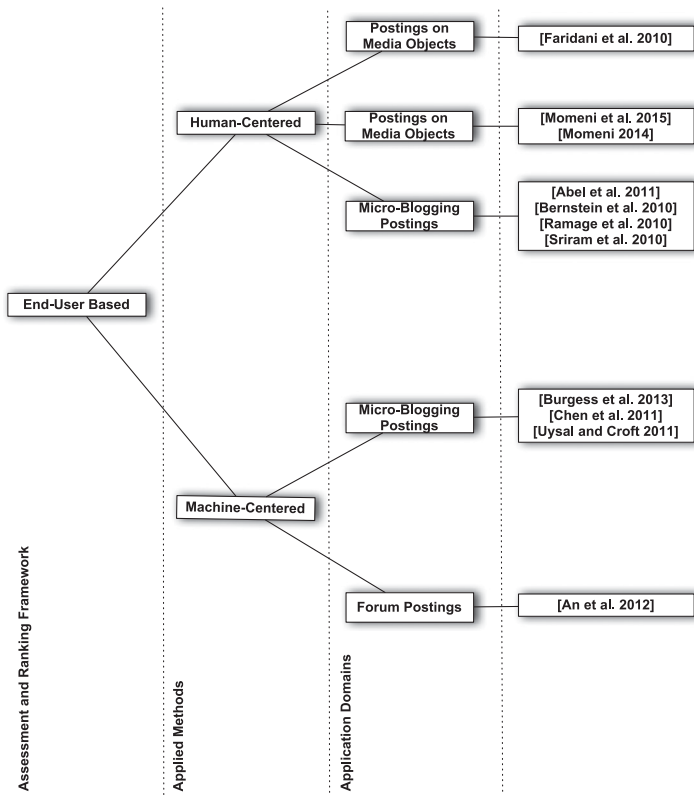 Postings on
Media Objects
[Faridani et al. 2010]
Human-Centered
Postings on
Media Objects
[Momeni et al. 2015]
[Momeni 2014]
Micro-Blogging
Postings
[Abel et al. 2011]
[Bernstein et al. 2010]
[Ramage et al. 2010]
[Sriram et al. 2010]
End-User Based
Micro-Blogging
Postings
[Burgess et al. 2013]
[Chen et al. 2011]
[Uysal and Croft 2011]
Machine-Centered
Forum Postings
[An et al. 2012]
Assessment and Ranking Framework
Applied Methods
Application Domains